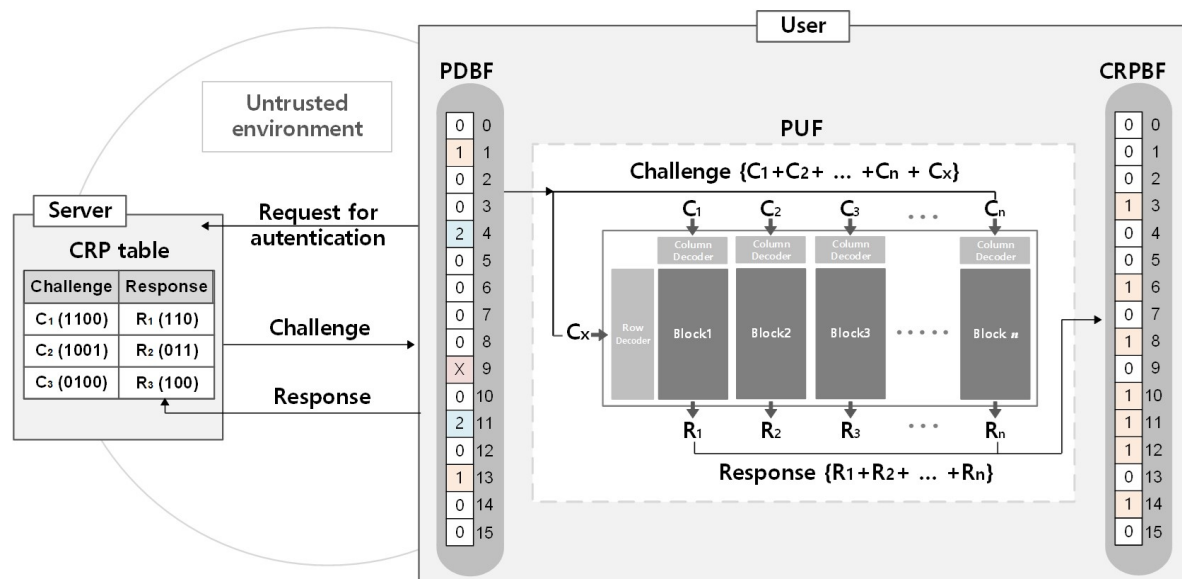 User
PDBF
CRPBF
Untrusted
environment
PUF
Challenge {C1+C2+ ... +Cn + Cx}
Server
CRP table
Challenge Response
C1 (1100) R1 (110)
C2 (1001) R2 (011)
C3 (0100) R3 (100)
Request for
autentication
Challenge
Response
0 0
1 1
0 2
0 3
2 4
0 5
0 6
0 7
0 8
X 9
0 10
2 11
0 12
1 13
0 14
0 15
C1 C2 C3 ... Cn
Column
Decoder
Column
Decoder
Column
Decoder
Column
Decoder
Cx
Row
Decoder
Block1 Block2 Block3 ..... Block n
R1 R2 R3 ... Rn
Response {R1+R2+ ... +Rn}
0 0
0 1
0 2
1 3
0 4
0 5
1 6
0 7
1 8
0 9
1 10
1 11
1 12
0 13
1 14
0 15